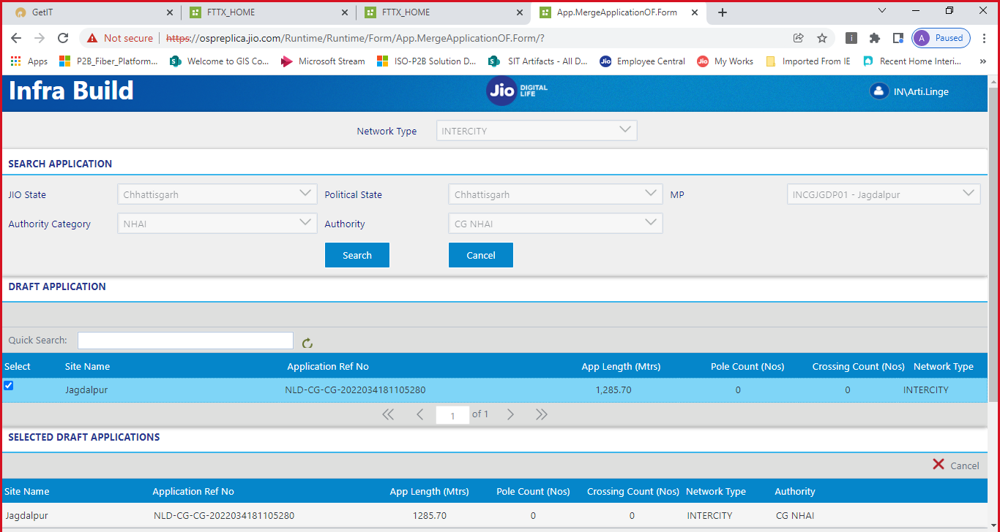 GetIT FTTX_HOME FTTX_HOME App.MergeApplicationOF.Form
Not secure https://ospreplica.jio.com/Runtime/Runtime/Form/App.MergeApplicationOF.Form/? i A Paused
Apps P2B_Fiber_Platform... Welcome to GIS Co... Microsoft Stream ISO-P2B Solution D... SIT Artifacts - All D... Employee Central My Works Imported From IE Recent Home Interi... »
Infra Build Jio DIGITAL LIFE IN\Arti.Linge
Network Type INTERCITY
SEARCH APPLICATION
JIO State Chhattisgarh Political State Chhattisgarh MP INCGJGDP01 - Jagdalpur
Authority Category NHAI Authority CG NHAI
Search Cancel
DRAFT APPLICATION
Quick Search:
Select Site Name Application Ref No App Length (Mtrs) Pole Count (Nos) Crossing Count (Nos) Network Type
Jagdalpur NLD-CG-CG-2022034181105280 1,285.70 0 0 INTERCITY
1 of 1
SELECTED DRAFT APPLICATIONS
Cancel
Site Name Application Ref No App Length (Mtrs) Pole Count (Nos) Crossing Count (Nos) Network Type Authority
Jagdalpur NLD-CG-CG-2022034181105280 1285.70 0 0 INTERCITY CG NHAI